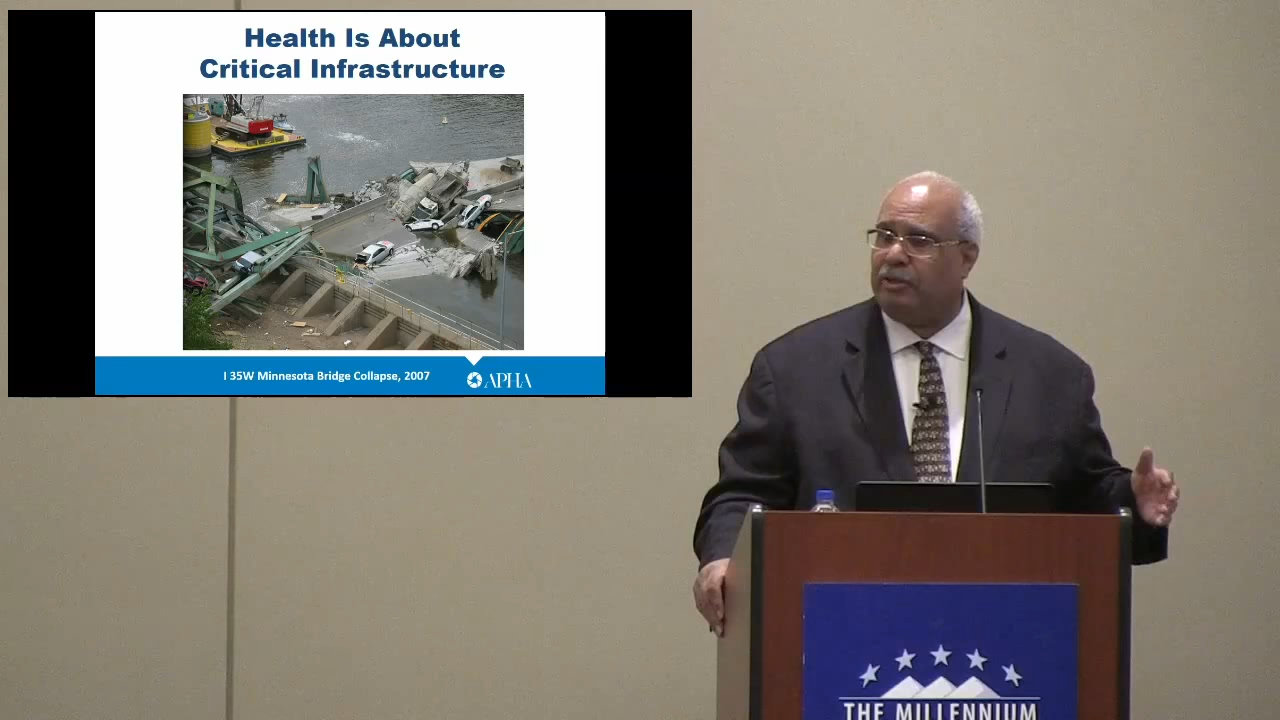 Health Is About
Critical Infrastructure
I 35W Minnesota Bridge Collapse, 2007
APHA
THE MILLENNIUM